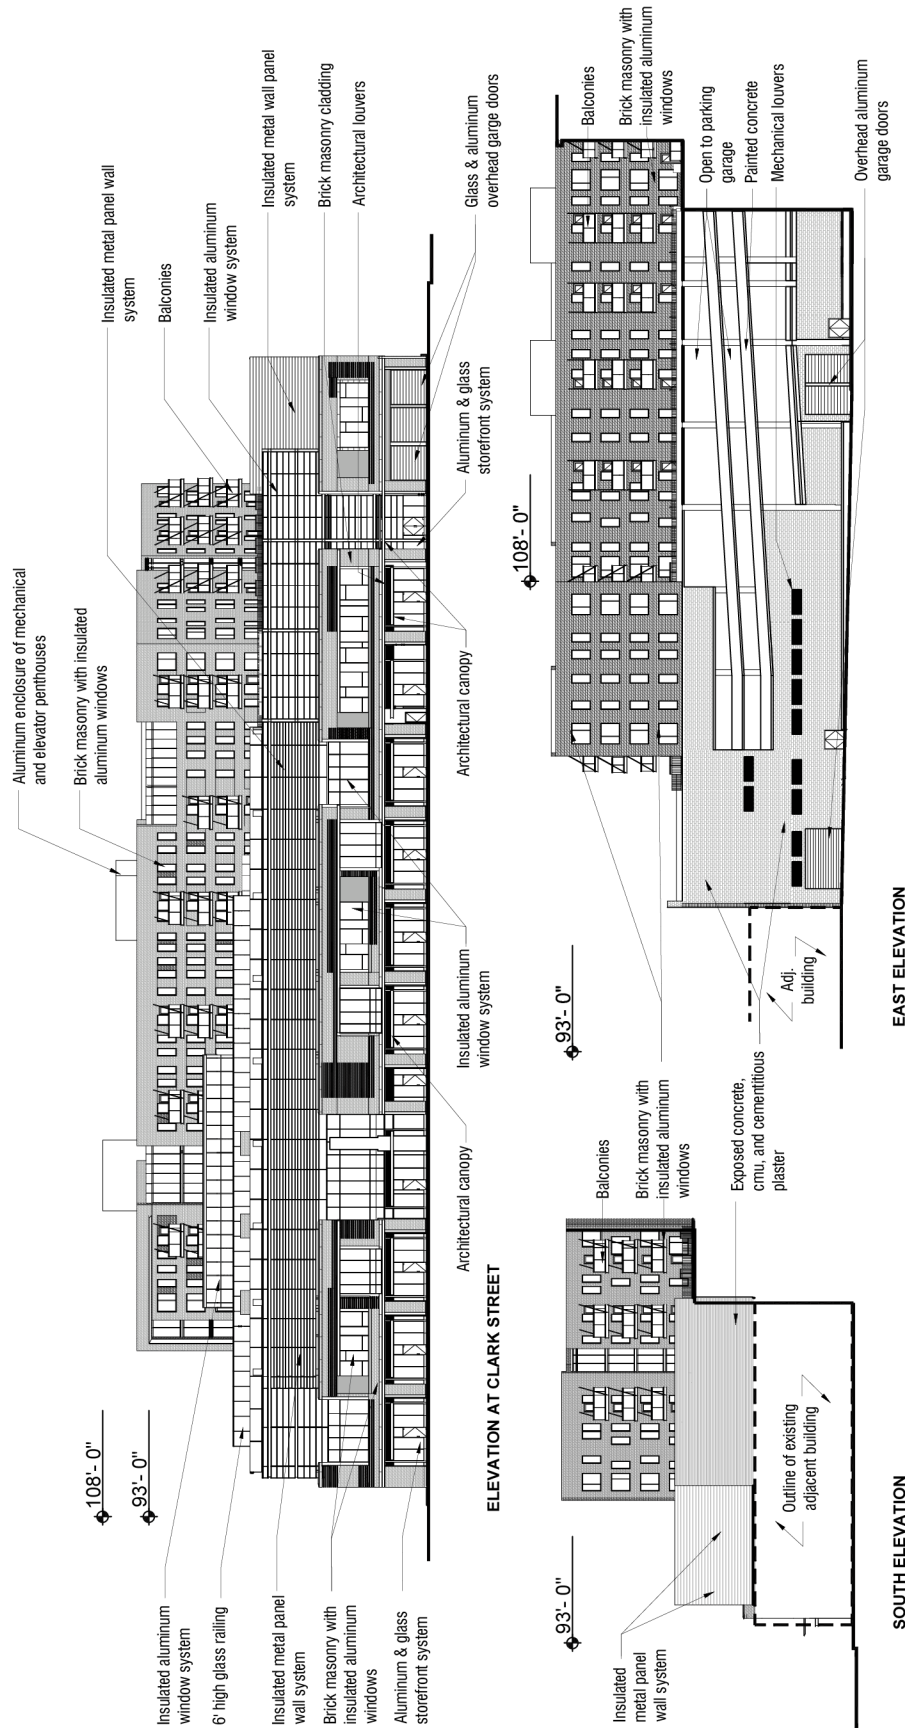 Aluminum enclosure of mechanical
and elevator penthouses
Brick masonry with insulated
aluminum windows
Insulated metal panel wall
system
Balconies
Insulated aluminum
window system
Insulated metal wall panel
system
Brick masonry cladding
Architectural louvers
Glass & aluminum
overhead garge doors
Aluminum & glass
storefront system
Architectural canopy
Insulated aluminum
window system
Architectural canopy
108'- 0"
93'- 0"
Insulated aluminum
window system
6' high glass railing
Insulated metal panel
wall system
Brick masonry with
insulated aluminum
windows
Aluminum & glass
storefront system
ELEVATION AT CLARK STREET
93'- 0"
Insulated
metal panel
wall system
Outline of existing
adjacent building
Balconies
Brick masonry with
insulated aluminum
windows
Exposed concrete,
cmu, and cementitious
plaster
SOUTH ELEVATION
93'- 0"
108'- 0"
Adj.
building
Balconies
Brick masonry with
insulated aluminum
windows
Open to parking
garage
Painted concrete
Mechanical louvers
Overhead aluminum
garage doors
EAST ELEVATION